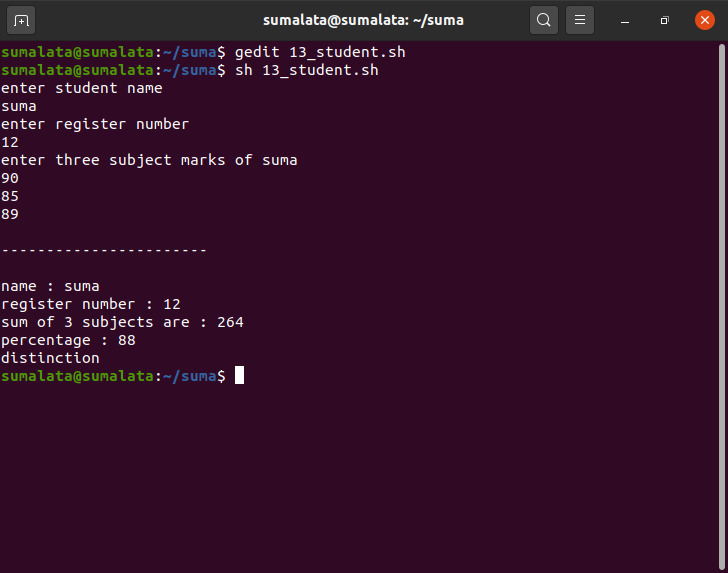 sumalata@sumalata: ~/suma
sumalata@sumalata:~/suma$ gedit 13_student.sh
sumalata@sumalata:~/suma$ sh 13_student.sh
enter student name
suma
enter register number
12
enter three subject marks of suma
90
85
89
-----------------------
name : suma
register number : 12
sum of 3 subjects are : 264
percentage : 88
distinction
sumalata@sumalata:~/suma$